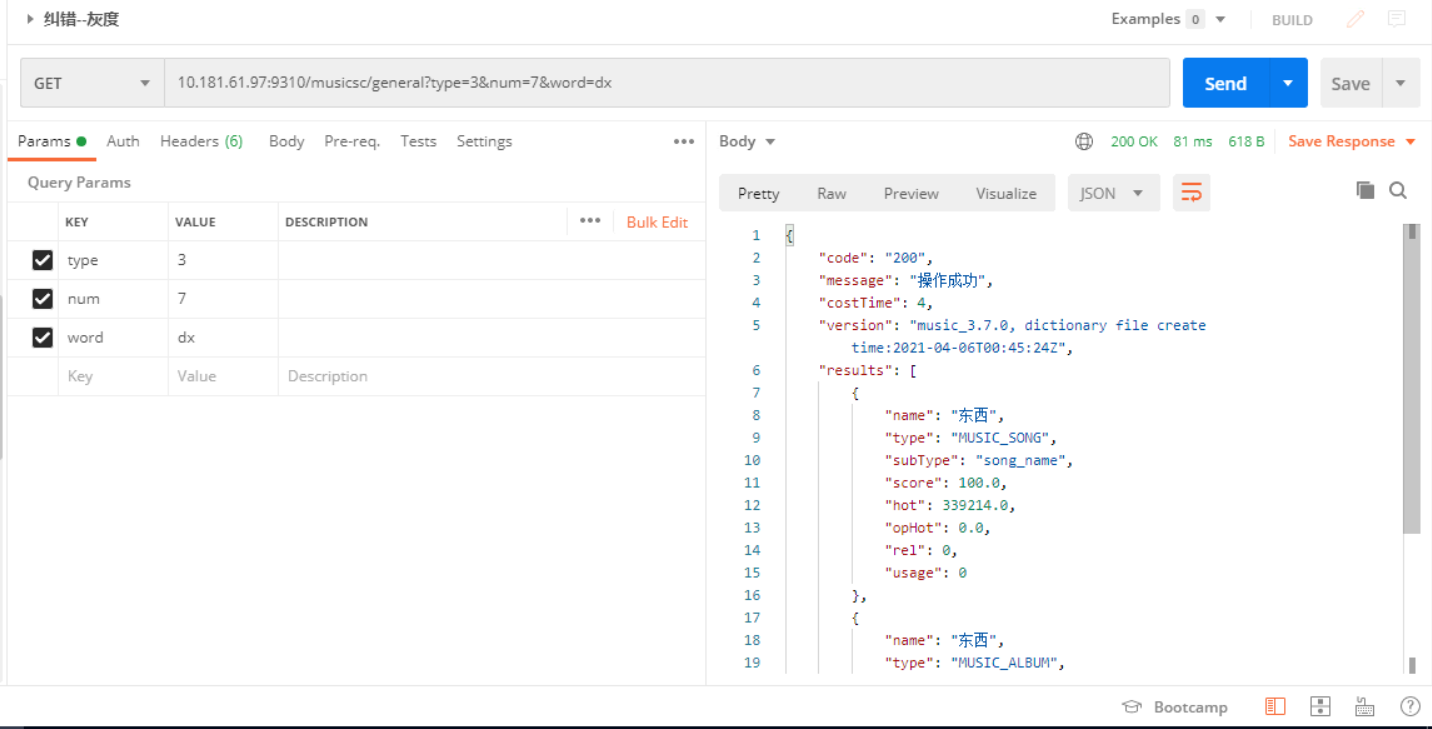 纠错--灰度
Examples 0 BUILD
GET 10.181.61.97:9310/musicsc/general?type=3&num=7&word=dx Send Save
Params Auth Headers (6) Body Pre-req. Tests Settings ••• Body 200 OK 81 ms 618 B Save Response
Query Params
Pretty Raw Preview Visualize JSON
KEY VALUE DESCRIPTION ••• Bulk Edit
type 3
num 7
word dx
Key Value Description
1 {
2 "code": "200",
3 "message": "操作成功",
4 "costTime": 4,
5 "version": "music_3.7.0, dictionary file create
time:2021-04-06T00:45:24Z",
6 "results": [
7 {
8 "name": "东西",
9 "type": "MUSIC_SONG",
10 "subType": "song_name",
11 "score": 100.0,
12 "hot": 339214.0,
13 "opHot": 0.0,
14 "rel": 0,
15 "usage": 0
16 },
17 {
18 "name": "东西",
19 "type": "MUSIC_ALBUM",
Bootcamp